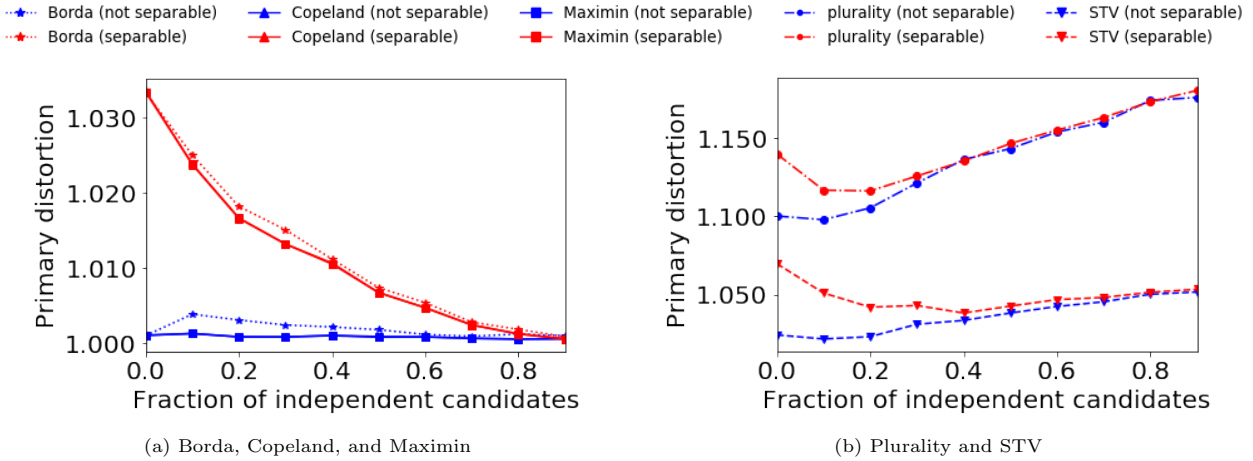 Borda (not separable) Copeland (not separable) Maximin (not separable) plurality (not separable) STV (not separable)
Borda (separable) Copeland (separable) Maximin (separable) plurality (separable) STV (separable)
Primary distortion
1.030
1.020
1.010
1.000
0.0 0.2 0.4 0.6 0.8
Fraction of independent candidates
(a) Borda, Copeland, and Maximin
Primary distortion
1.150
1.100
1.050
0.0 0.2 0.4 0.6 0.8
Fraction of independent candidates
(b) Plurality and STV